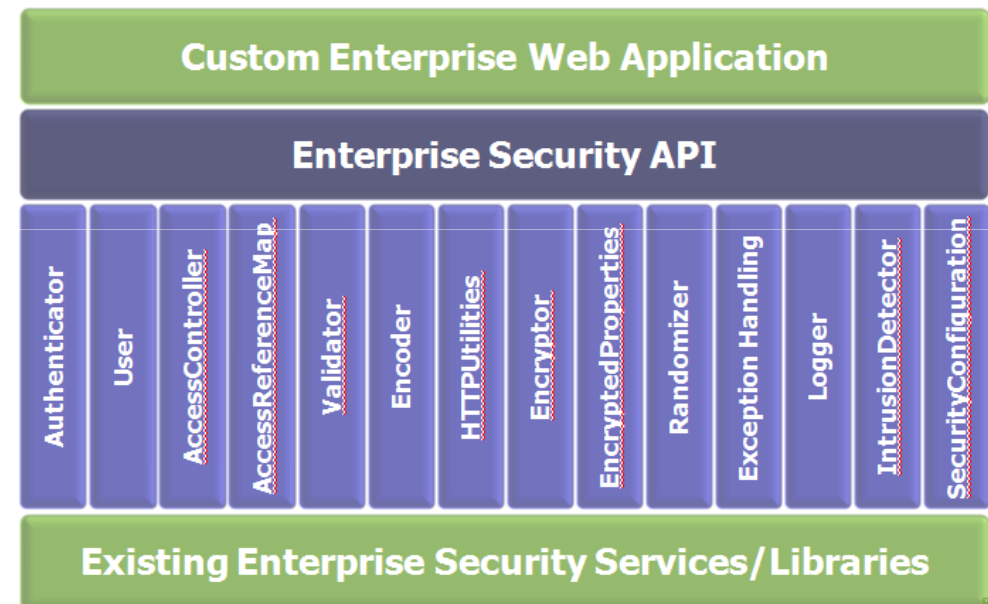 Custom Enterprise Web Application
Enterprise Security API
Authenticator
User
AccessController
AccessReferenceMap
Validator
Encoder
HTTPUtilities
Encryptor
EncryptedProperties
Randomizer
Exception Handling
Logger
IntrusionDetector
SecurityConfiguration
Existing Enterprise Security Services/Libraries